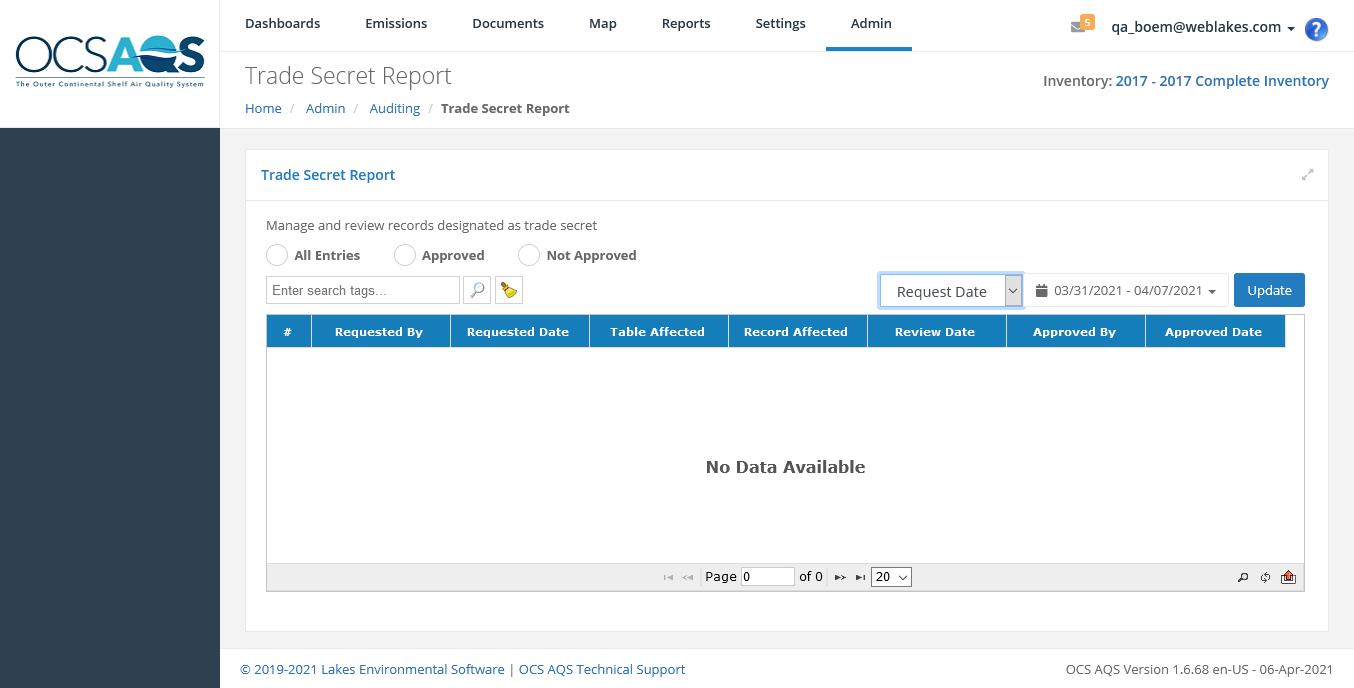 Dashboards Emissions Documents Map Reports Settings Admin 5 qa_boem@weblakes.com ?
OCSAQS
The Outer Continental Shelf Air Quality System
Trade Secret Report
Inventory: 2017 - 2017 Complete Inventory
Home / Admin / Auditing / Trade Secret Report
Trade Secret Report
Manage and review records designated as trade secret
All Entries Approved Not Approved
Enter search tags... Request Date 03/31/2021 - 04/07/2021 Update
# Requested By Requested Date Table Affected Record Affected Review Date Approved By Approved Date
No Data Available
Page 0 of 0 20
© 2019-2021 Lakes Environmental Software | OCS AQS Technical Support OCS AQS Version 1.6.68 en-US - 06-Apr-2021